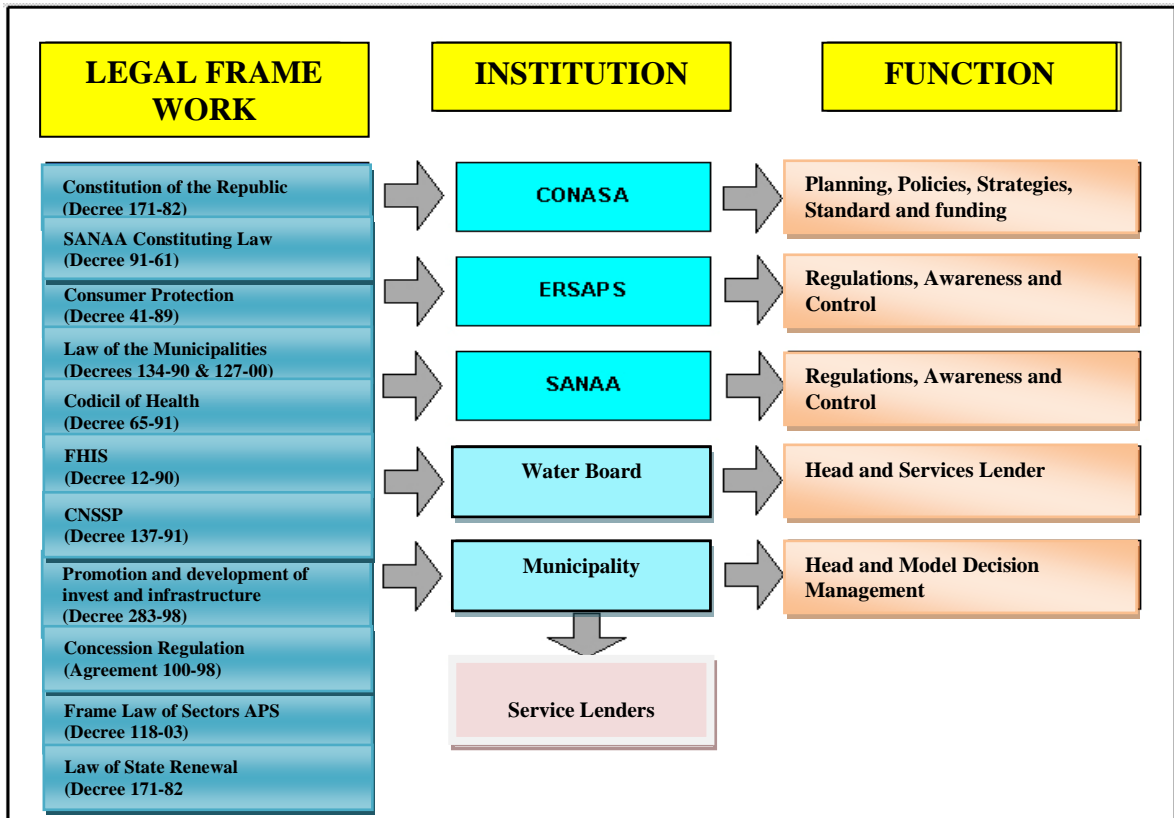 LEGAL FRAME
WORK
INSTITUTION
FUNCTION
Constitution of the Republic
(Decree 171-82)
SANAA Constituting Law
(Decree 91-61)
Consumer Protection
(Decree 41-89)
Law of the Municipalities
(Decrees 134-90 & 127-00)
Codicil of Health
(Decree 65-91)
FHIS
(Decree 12-90)
CNSSP
(Decree 137-91)
Promotion and development of
invest and infrastructure
(Decree 283-98)
Concession Regulation
(Agreement 100-98)
Frame Law of Sectors APS
(Decree 118-03)
Law of State Renewal
(Decree 171-82
CONASA
ERSAPS
SANAA
Water Board
Municipality
Service Lenders
Planning, Policies, Strategies,
Standard and funding
Regulations, Awareness and
Control
Regulations, Awareness and
Control
Head and Services Lender
Head and Model Decision
Management